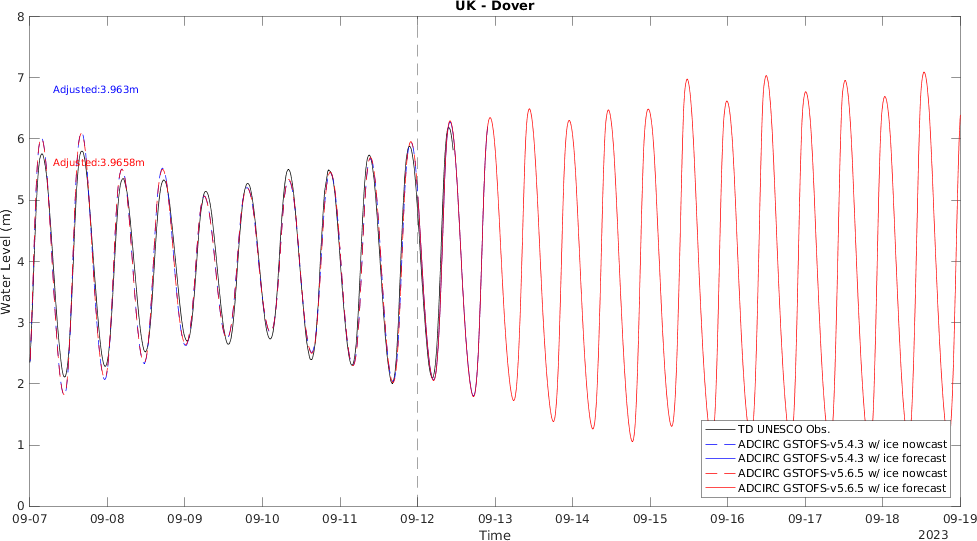 UK - Dover
8
7
6
5
4
3
2
1
0
Water Level (m)
Adjusted:3.963m
Adjusted:3.9658m
TD UNESCO Obs.
ADCIRC GSTOFS-v5.4.3 w/ ice nowcast
ADCIRC GSTOFS-v5.4.3 w/ ice forecast
ADCIRC GSTOFS-v5.6.5 w/ ice nowcast
ADCIRC GSTOFS-v5.6.5 w/ ice forecast
09-07 09-08 09-09 09-10 09-11 09-12 09-13 09-14 09-15 09-16 09-17 09-18 09-19
Time
2023